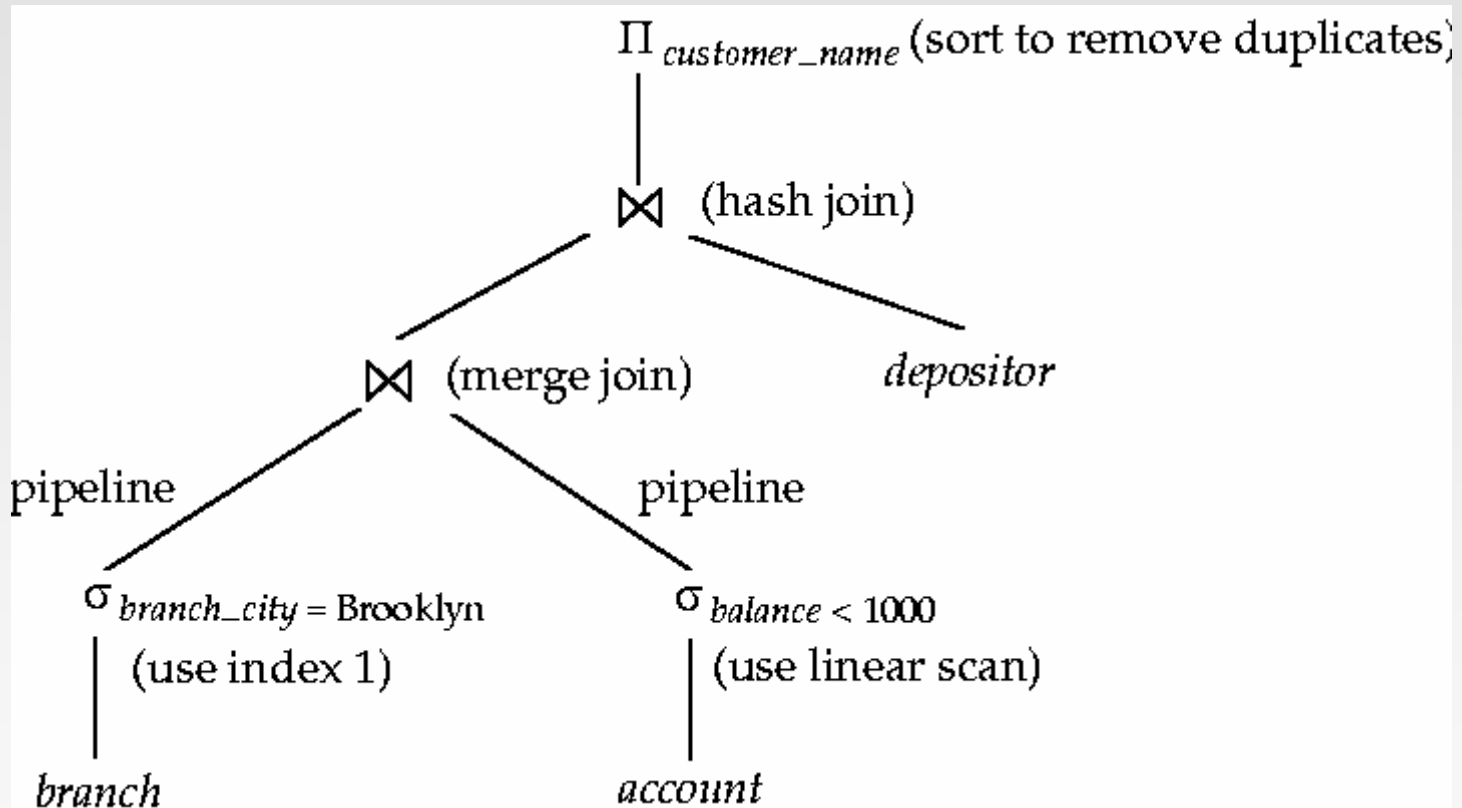 Π customer_name (sort to remove duplicates)
⋈ (hash join)
⋈ (merge join)
depositor
pipeline
pipeline
σ branch_city = Brooklyn
σ balance < 1000
(use index 1)
(use linear scan)
branch
account